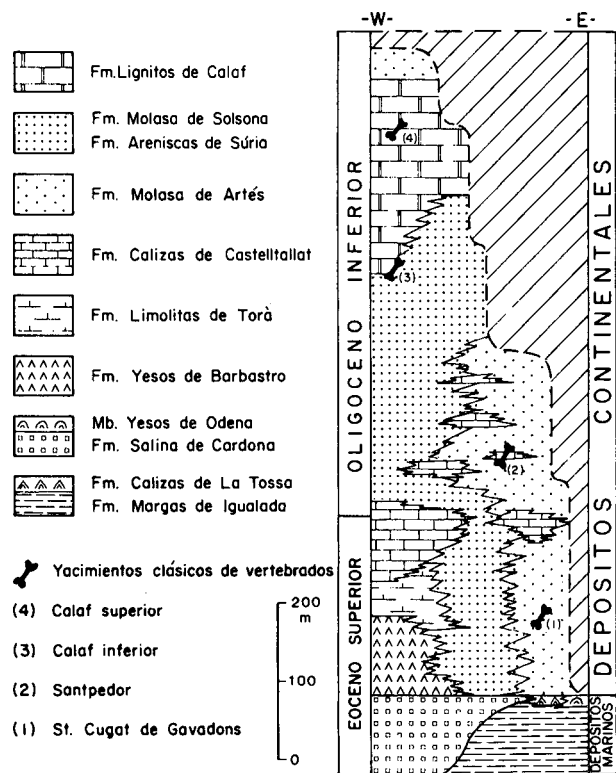 -W-
-E-
Fm.Lignitos de Calaf
Fm. Molasa de Solsona
Fm. Areniscas de Súria
Fm. Molasa de Artés
Fm. Calizas de Castelltallat
Fm. Limolitas de Torà
Fm. Yesos de Barbastro
Mb. Yesos de Odena
Fm. Salina de Cardona
Fm. Calizas de La Tossa
Fm. Margas de Igualada
Yacimientos clásicos de vertebrados
(4) Calaf superior
(3) Calaf inferior
(2) Santpedor
(1) St. Cugat de Gavadons
200
m
100
0
OLIGOCENO INFERIOR
EOCENO SUPERIOR
(4)
(3)
(2)
(1)
DEPOSITOS CONTINENTALES
DEPOSITOS
MARINOS